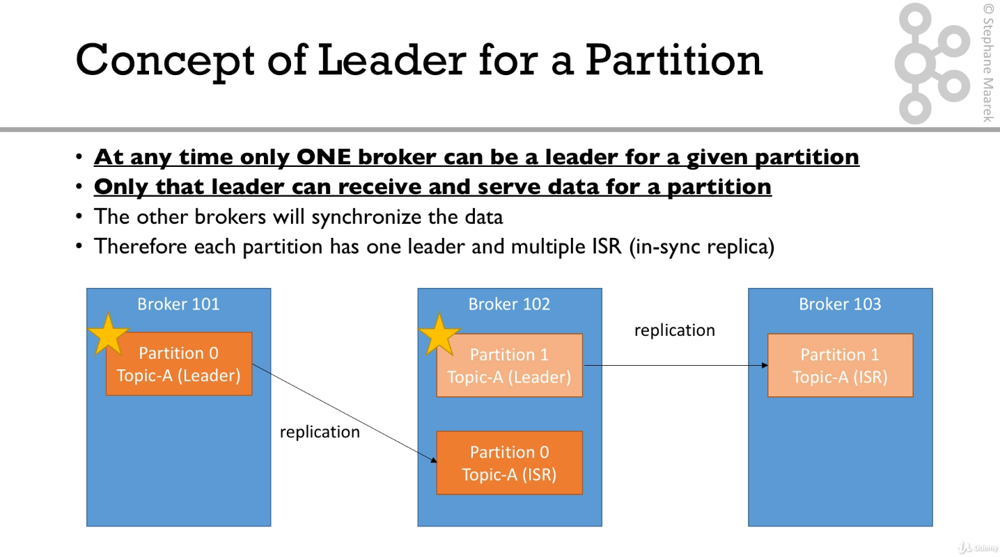 Concept of Leader for a Partition
© Stephane Maarek
• At any time only ONE broker can be a leader for a given partition
• Only that leader can receive and serve data for a partition
• The other brokers will synchronize the data
• Therefore each partition has one leader and multiple ISR (in-sync replica)
Broker 101
Partition 0
Topic-A (Leader)
replication
Broker 102
Partition 1
Topic-A (Leader)
Partition 0
Topic-A (ISR)
replication
Broker 103
Partition 1
Topic-A (ISR)
Udemy